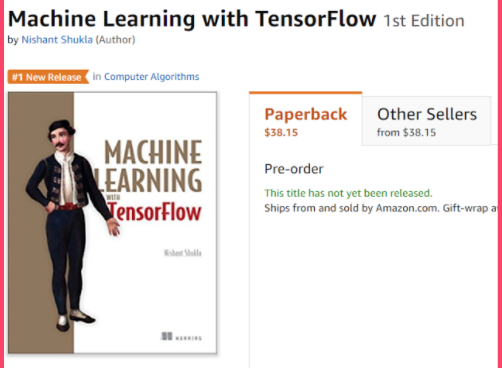 Machine Learning with TensorFlow 1st Edition
by Nishant Shukla (Author)
#1 New Release in Computer Algorithms
MACHINE
LEARNING
WITH
TensorFlow
Nishant Shukla
MANNING
Paperback
$38.15
Other Sellers
from $38.15
Pre-order
This title has not yet been released.
Ships from and sold by Amazon.com. Gift-wrap a